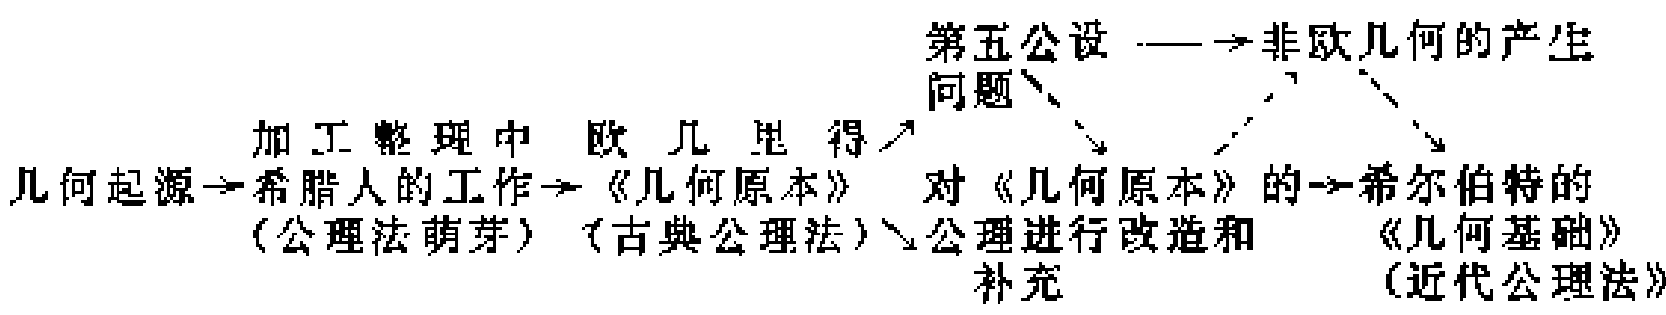 第五公设 —→非欧几何的产生
问题
加工整理中 欧几里得
几何起源→希腊人的工作→《几何原本》 对《几何原本》的→希尔伯特的
(公理法萌芽) (古典公理法) 公理进行改造和 《几何基础》
补充 (近代公理法》